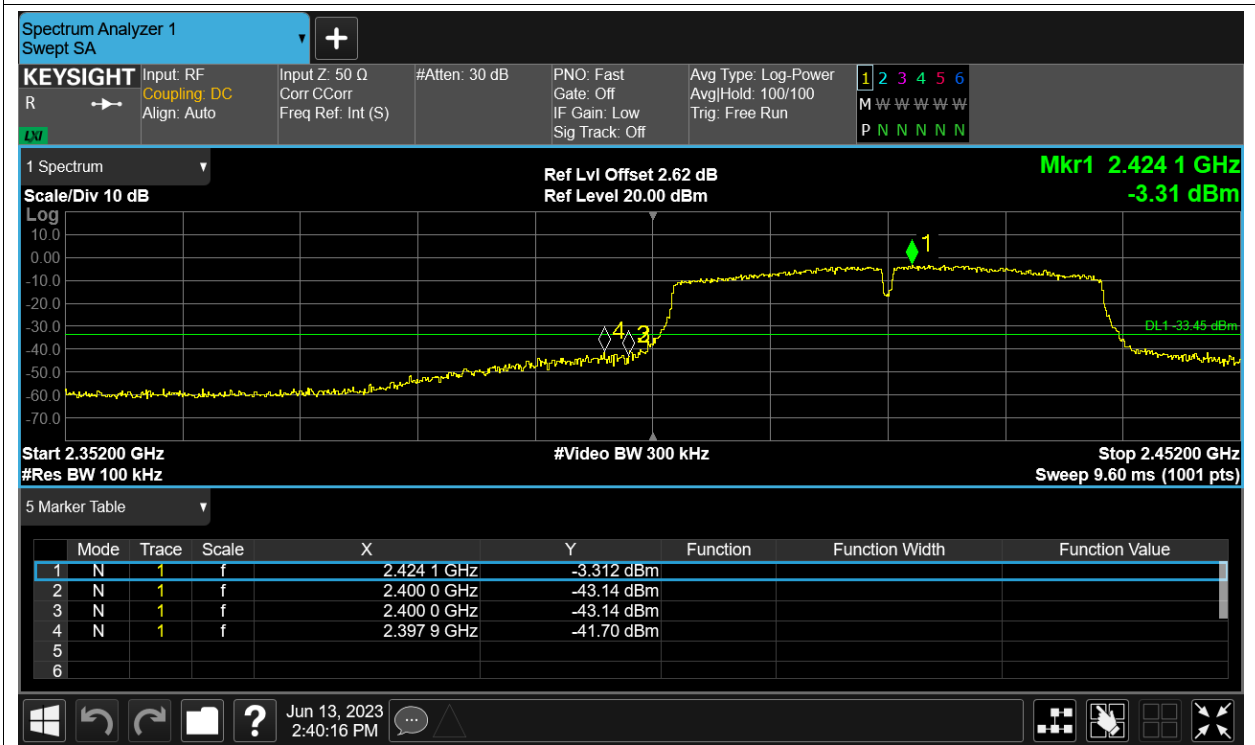 Spectrum Analyzer 1
Swept SA
KEYSIGHT Input: RF Input Z: 50 Ω #Atten: 30 dB PNO: Fast Avg Type: Log-Power 1 2 3 4 5 6
R Coupling: DC Corr CCorr Gate: Off Avg|Hold: 100/100 M W W W W W
Align: Auto Freq Ref: Int (S) IF Gain: Low Trig: Free Run
LXI Sig Track: Off P N N N N N
1 Spectrum Ref Lvl Offset 2.62 dB Mkr1 2.424 1 GHz
Scale/Div 10 dB Ref Level 20.00 dBm -3.31 dBm
Log
10.0
1
0.00
-10.0
-20.0
-30.0
4 DL1 -33.45 dBm
-40.0
-50.0
-60.0
-70.0
Start 2.35200 GHz #Video BW 300 kHz Stop 2.45200 GHz
#Res BW 100 kHz Sweep 9.60 ms (1001 pts)
5 Marker Table
Mode Trace Scale X Y Function Function Width Function Value
1 N 1 f 2.424 1 GHz -3.312 dBm
2 N 1 f 2.400 0 GHz -43.14 dBm
3 N 1 f 2.400 0 GHz -43.14 dBm
4 N 1 f 2.397 9 GHz -41.70 dBm
5
6
? Jun 13, 2023
2:40:16 PM